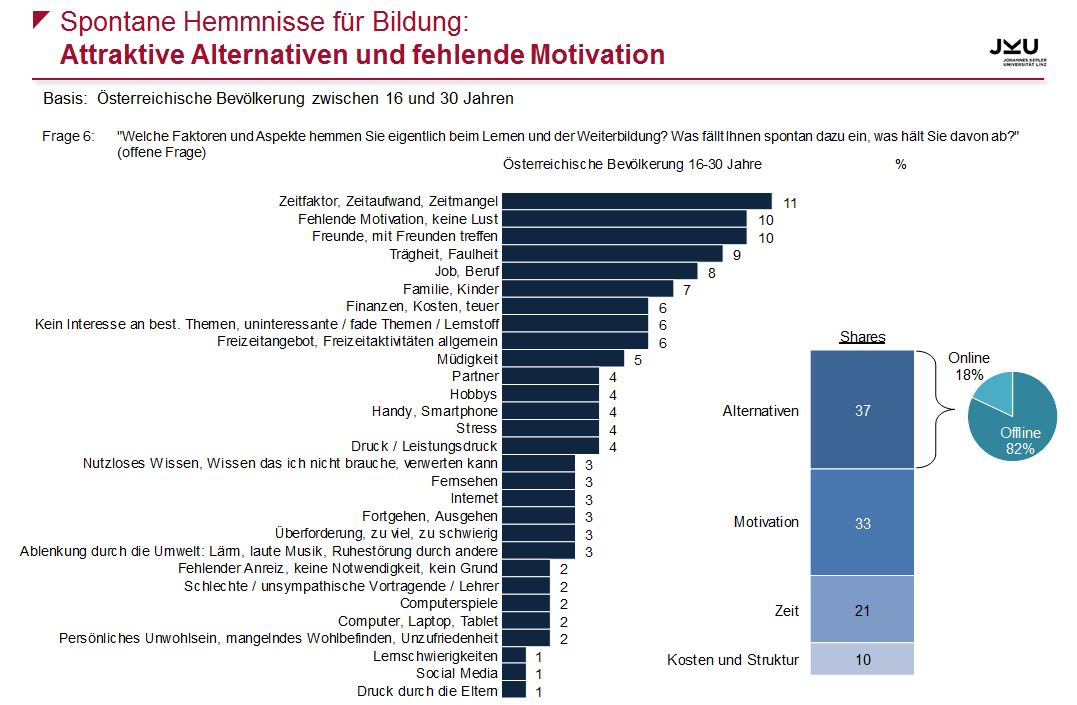 Spontane Hemmnisse für Bildung:
Attraktive Alternativen und fehlende Motivation
JKU
JOHANNES KEPLER
UNIVERSITÄT LINZ
Basis: Österreichische Bevölkerung zwischen 16 und 30 Jahren
Frage 6: "Welche Faktoren und Aspekte hemmen Sie eigentlich beim Lernen und der Weiterbildung? Was fällt Ihnen spontan dazu ein, was hält Sie davon ab?"
(offene Frage)
Österreichische Bevölkerung 16-30 Jahre %
Zeitfaktor, Zeitaufwand, Zeitmangel 11
Fehlende Motivation, keine Lust 10
Freunde, mit Freunden treffen 10
Trägheit, Faulheit 9
Job, Beruf 8
Familie, Kinder 7
Finanzen, Kosten, teuer 6
Kein Interesse an best. Themen, uninteressante / fade Themen / Lernstoff 6
Freizeitangebot, Freizeitaktivitäten allgemein 6
Müdigkeit 5
Partner 4
Hobbys 4
Handy, Smartphone 4
Stress 4
Druck / Leistungsdruck 4
Nutzloses Wissen, Wissen das ich nicht brauche, verwerten kann 3
Fernsehen 3
Internet 3
Fortgehen, Ausgehen 3
Überforderung, zu viel, zu schwierig 3
Ablenkung durch die Umwelt: Lärm, laute Musik, Ruhestörung durch andere 3
Fehlender Anreiz, keine Notwendigkeit, kein Grund 2
Schlechte / unsympathische Vortragende / Lehrer 2
Computerspiele 2
Computer, Laptop, Tablet 2
Persönliches Unwohlsein, mangelndes Wohlbefinden, Unzufriedenheit 2
Lernschwierigkeiten 1
Social Media 1
Druck durch die Eltern 1
Shares
Alternativen 37
Motivation 33
Zeit 21
Kosten und Struktur 10
Online
18%
Offline
82%